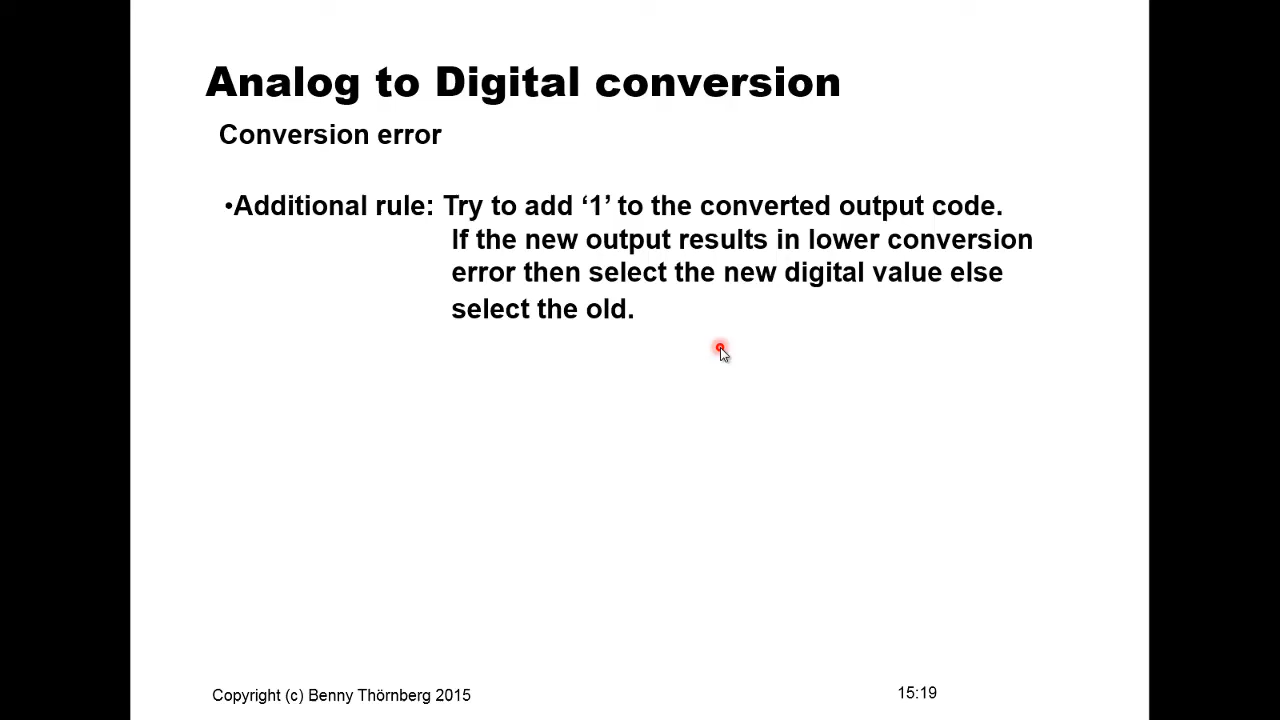 Analog to Digital conversion
Conversion error
•Additional rule: Try to add ‘1’ to the converted output code.
If the new output results in lower conversion
error then select the new digital value else
select the old.
Copyright (c) Benny Thörnberg 2015
15:19